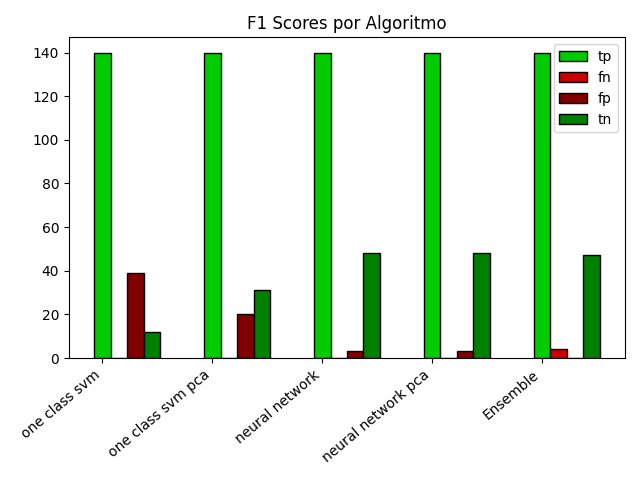 F1 Scores por Algoritmo
140
120
100
80
60
40
20
0
tp
fn
fp
tn
one class svm
one class svm pca
neural network
neural network pca
Ensemble